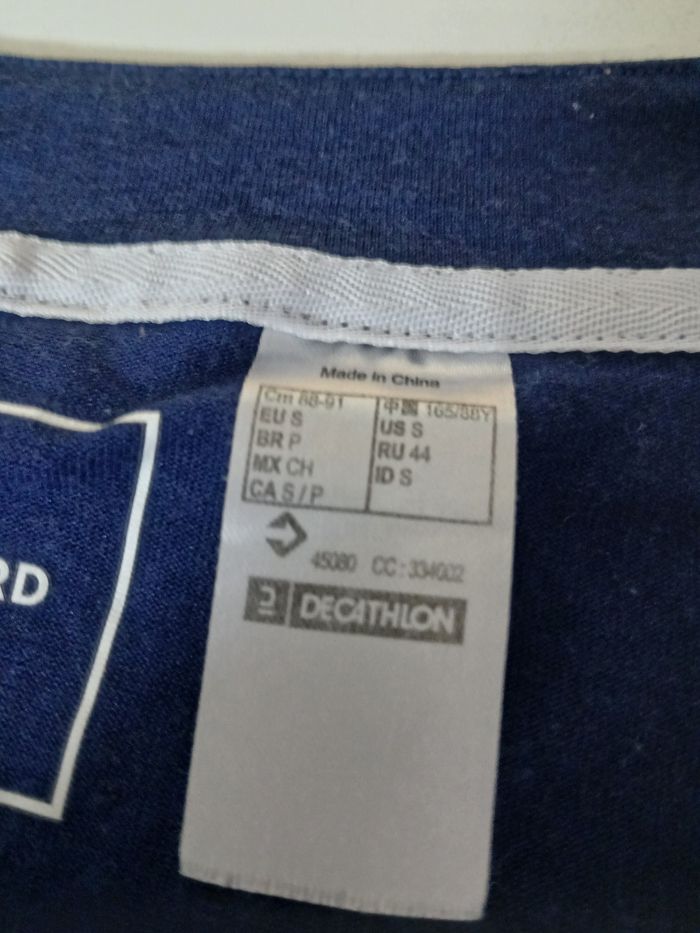 Made in China
Cm 88-91
EU S
BR P
MX CH
CA S / P
中国 165/88Y
US S
RU 44
ID S
45080 CC : 334002
DECATHLON
RD